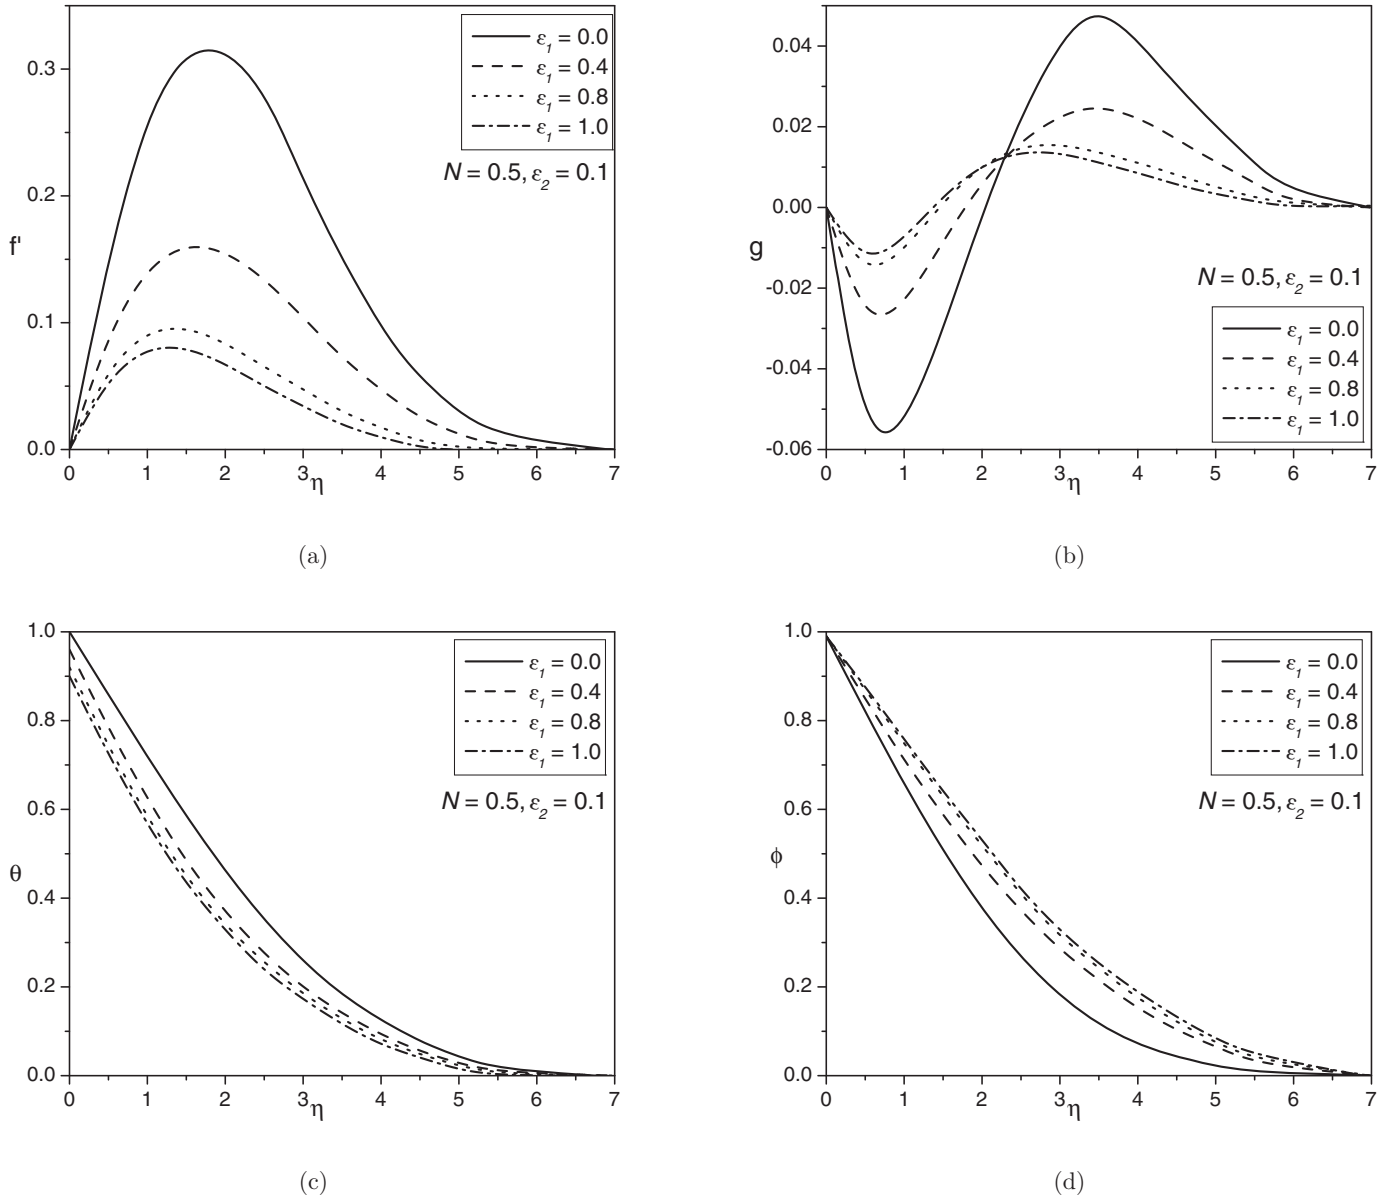 0.3
0.2
0.1
0.0
f'
0 1 2 3 4 5 6 7
η
ε₁ = 0.0
ε₁ = 0.4
ε₁ = 0.8
ε₁ = 1.0
N = 0.5, ε₂ = 0.1
(a)
0.04
0.02
0.00
-0.02
-0.04
-0.06
g
0 1 2 3 4 5 6 7
η
N = 0.5, ε₂ = 0.1
ε₁ = 0.0
ε₁ = 0.4
ε₁ = 0.8
ε₁ = 1.0
(b)
1.0
0.8
0.6
0.4
0.2
0.0
θ
0 1 2 3 4 5 6 7
η
ε₁ = 0.0
ε₁ = 0.4
ε₁ = 0.8
ε₁ = 1.0
N = 0.5, ε₂ = 0.1
(c)
1.0
0.8
0.6
0.4
0.2
0.0
ϕ
0 1 2 3 4 5 6 7
η
ε₁ = 0.0
ε₁ = 0.4
ε₁ = 0.8
ε₁ = 1.0
N = 0.5, ε₂ = 0.1
(d)